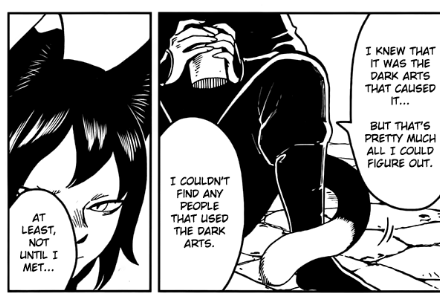 I KNEW THAT
IT WAS THE
DARK ARTS
THAT CAUSED
IT...
BUT THAT'S
PRETTY MUCH
ALL I COULD
FIGURE OUT.
I COULDN'T
FIND ANY
PEOPLE
THAT USED
THE DARK
ARTS.
AT
LEAST,
NOT
UNTIL I
MET...